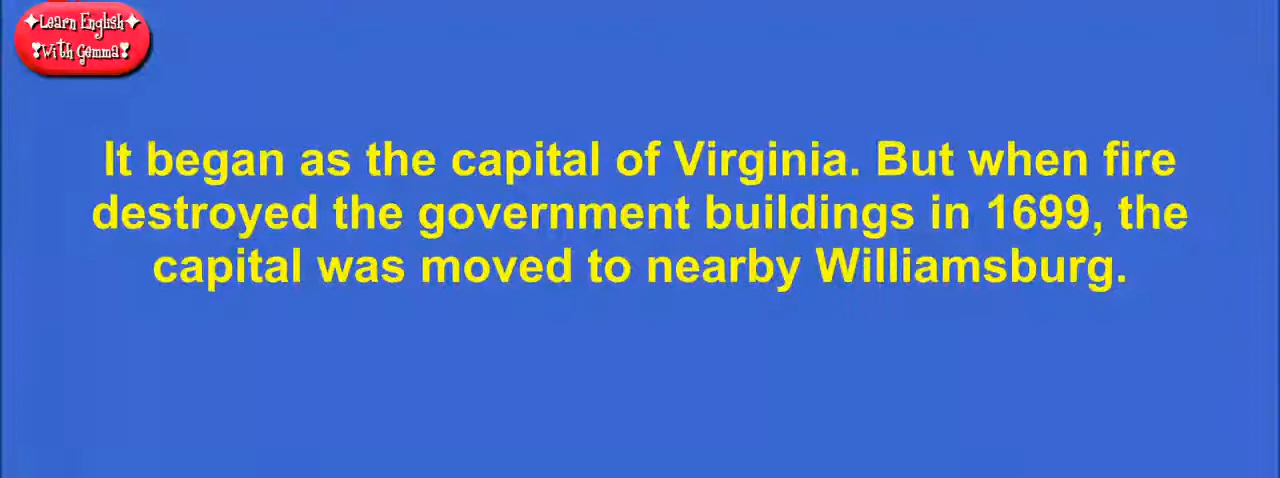 ✦Learn English✦
❣With Gemma❣
It began as the capital of Virginia. But when fire
destroyed the government buildings in 1699, the
capital was moved to nearby Williamsburg.